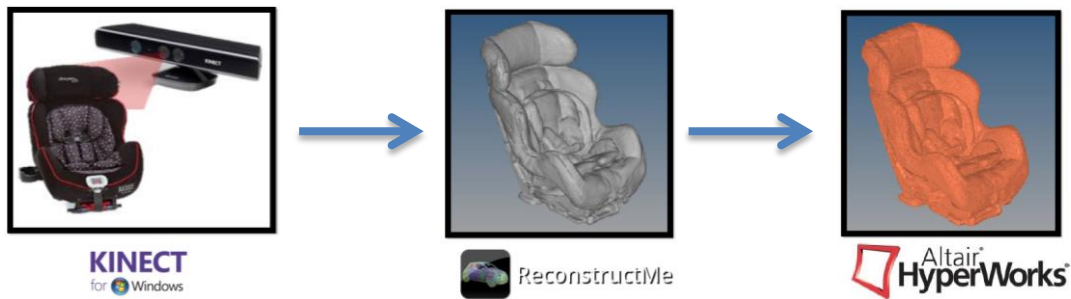 KINECT
KINECT
for Windows
ReconstructMe
Altair
HyperWorks